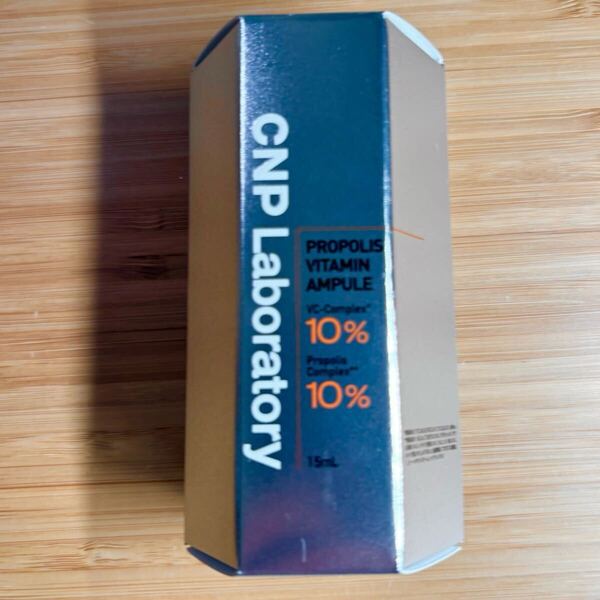 CNP Laboratory
PROPOLIS
VITAMIN
AMPULE
VC-Complex*
10%
Propolis
Complex**
10%
15mL